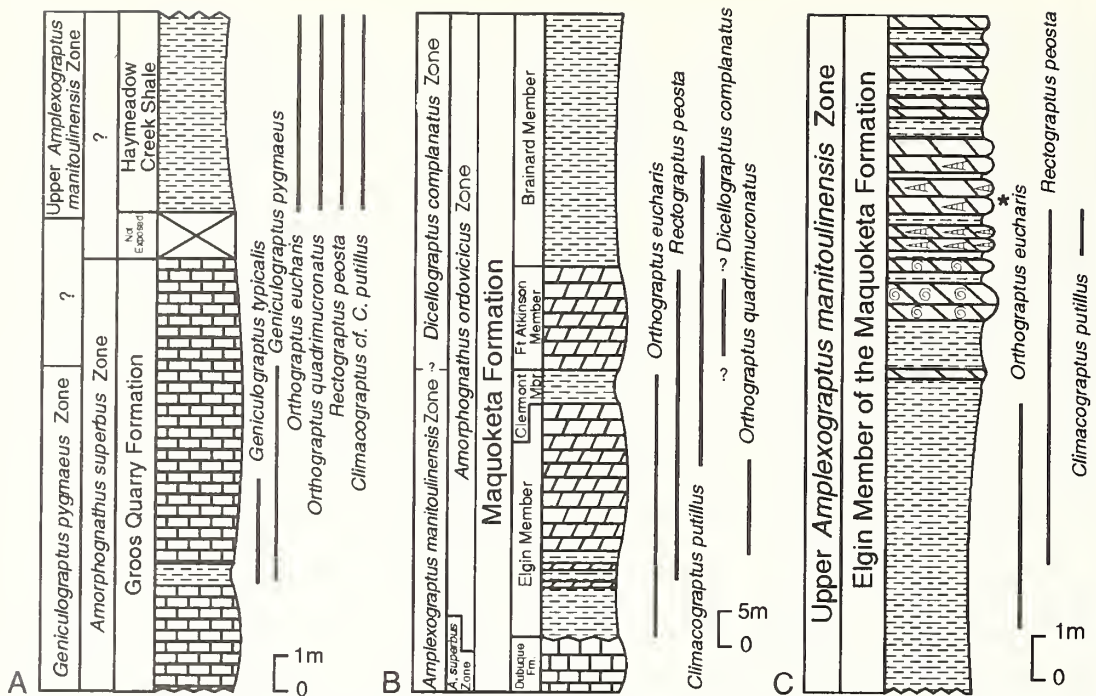 A
Upper Amplexograptus
manitoulinensis Zone
?
Geniculograptus pygmaeus Zone
?
Amorphognathus superbus Zone
Haymeadow
Creek Shale
Not
Exposed
Groos Quarry Formation
Geniculograptus typicalis
Geniculograptus pygmaeus
Orthograptus eucharis
Orthograptus quadrimucronatus
Rectograptus peosta
Climacograptus cf. C. putillus
1m
0
B
Amplexograptus manitoulinensis Zone ? Dicellograptus complanatus Zone
A. superbus
Zone
Amorphognathus ordovicicus Zone
Maquoketa Formation
Dubuque
Fm.
Elgin Member
Clermont
Mbr
Ft Atkinson
Member
Brainard Member
Orthograptus eucharis
Rectograptus peosta
Climacograptus putillus
? ? Dicellograptus complanatus
Orthograptus quadrimucronatus
5m
0
C
Upper Amplexograptus manitoulinensis Zone
Elgin Member of the Maquoketa Formation
*
Orthograptus eucharis
Rectograptus peosta
Climacograptus putillus
1m
0